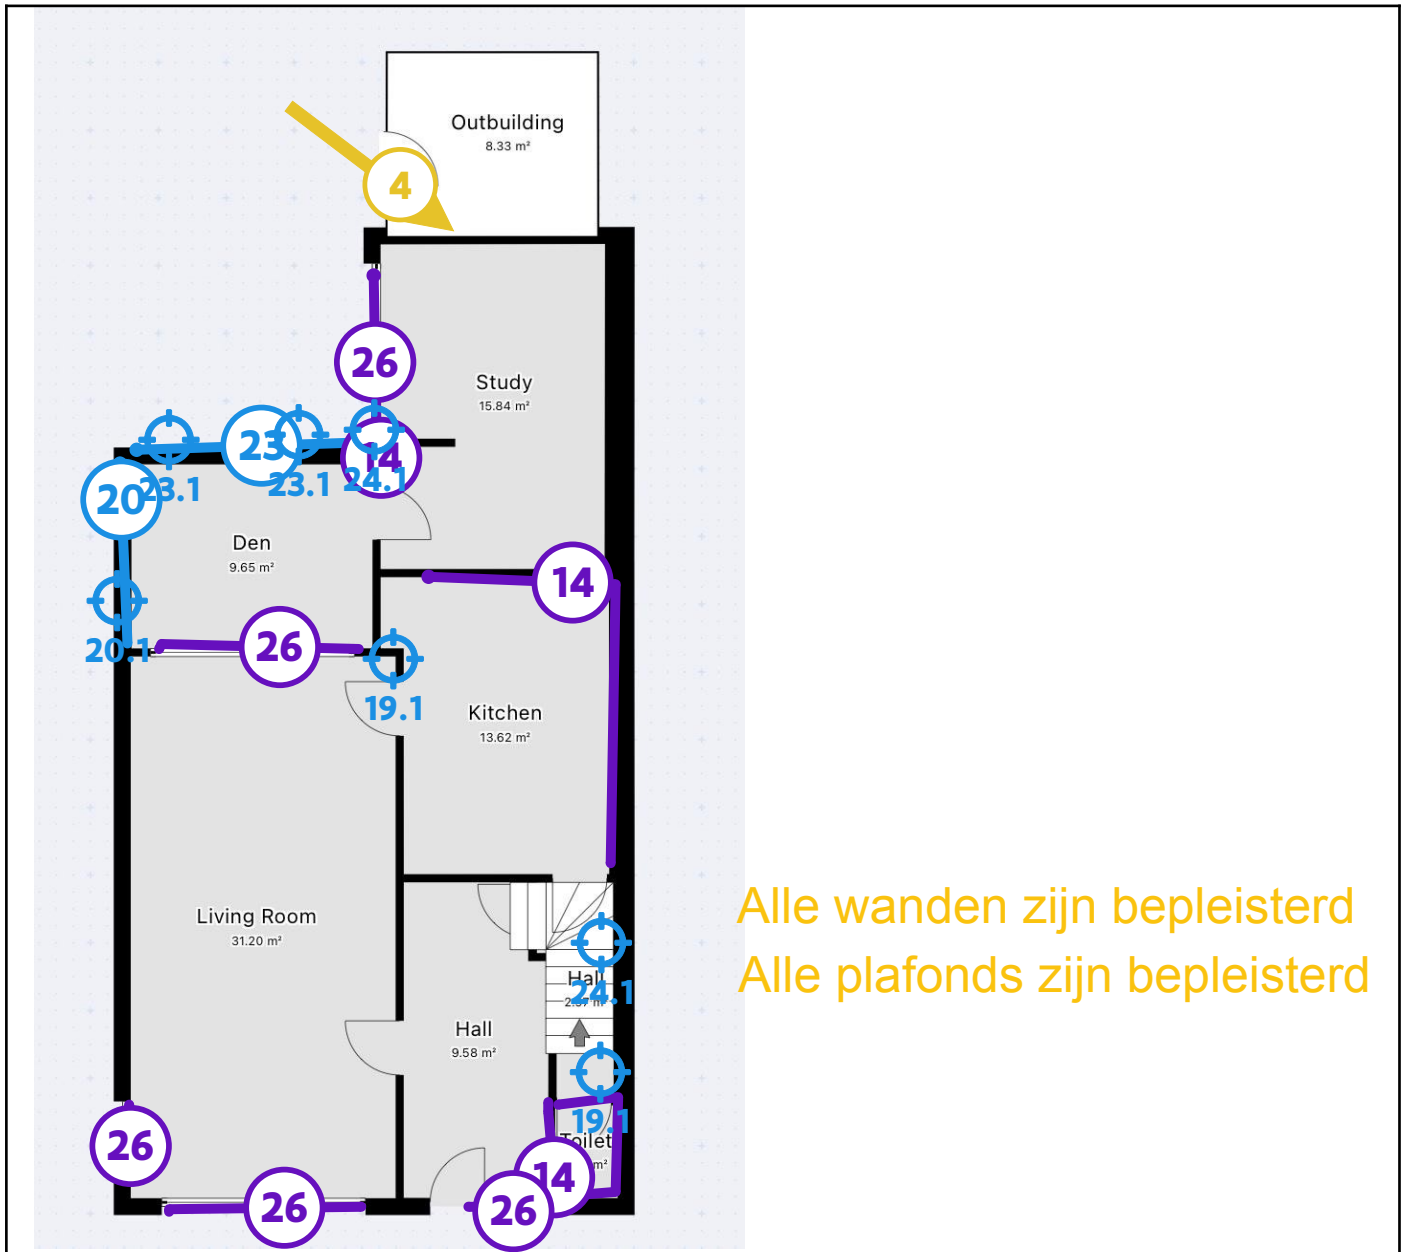 Outbuilding
8.33 m²
4
26
Study
15.84 m²
23
14
24.1
20
23.1
23.1
Den
9.65 m²
14
20.1
26
19.1
Kitchen
13.62 m²
Alle wanden zijn bepleisterd
Living Room
31.20 m²
Alle plafonds zijn bepleisterd
Hall
24.1
Hall
9.58 m²
19.1
Toilet
m²
26
14
26
26